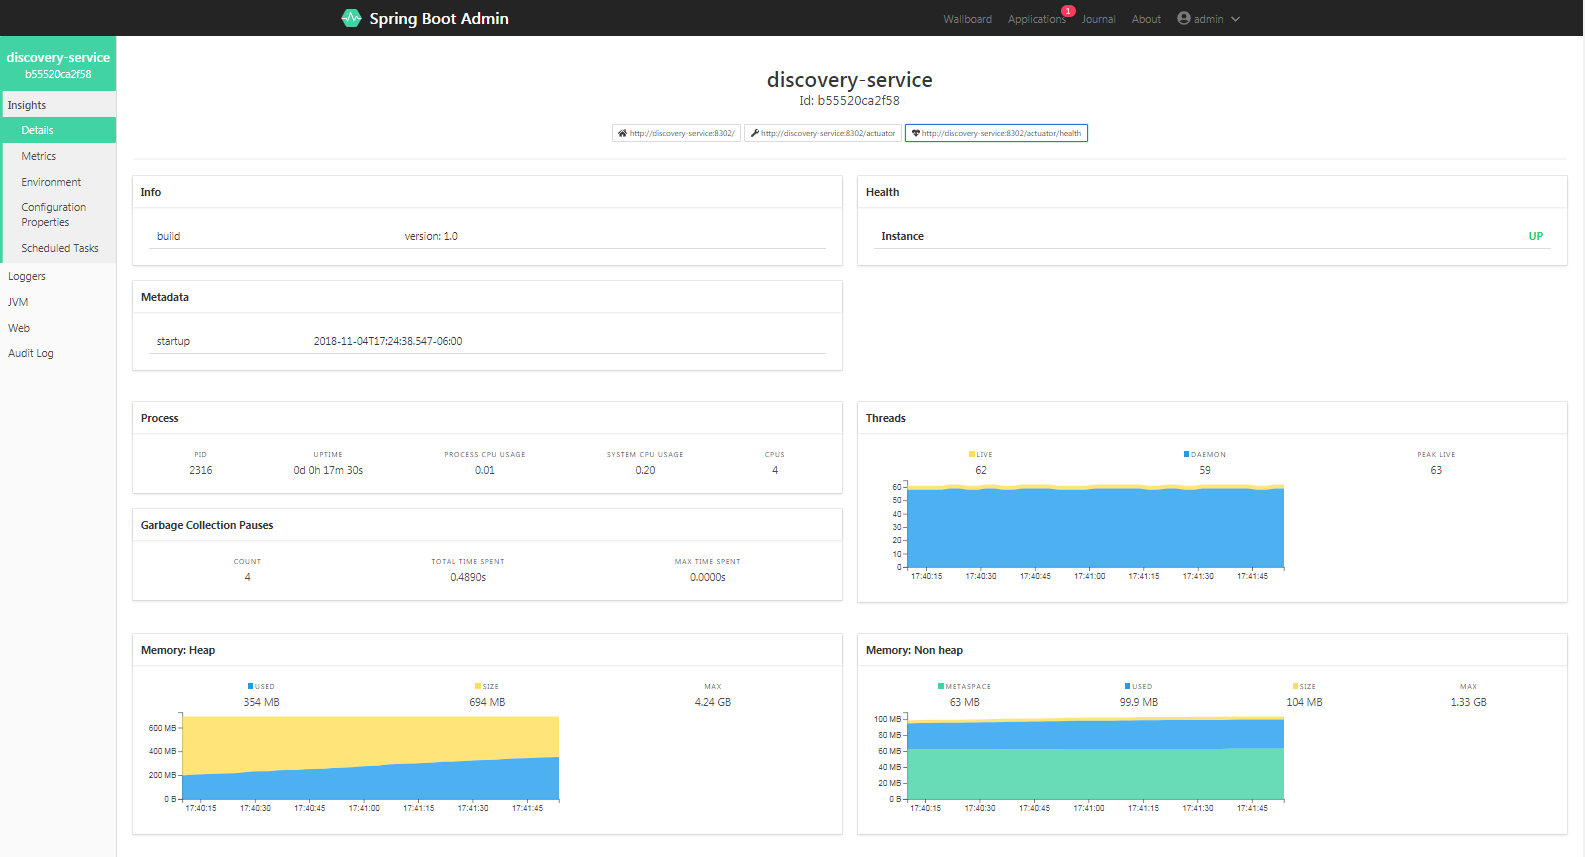 Spring Boot Admin
Wallboard
Applications
1
Journal
About
admin
discovery-service
b55520ca2f58
Insights
Details
Metrics
Environment
Configuration
Properties
Scheduled Tasks
Loggers
JVM
Web
Audit Log
discovery-service
Id: b55520ca2f58
http://discovery-service:8302/
http://discovery-service:8302/actuator
http://discovery-service:8302/actuator/health
Info
build version: 1.0
Health
Instance UP
Metadata
startup 2018-11-04T17:24:38.547-06:00
Process
PID UPTIME PROCESS CPU USAGE SYSTEM CPU USAGE CPUS
2316 0d 0h 17m 30s 0.01 0.20 4
Garbage Collection Pauses
COUNT TOTAL TIME SPENT MAX TIME SPENT
4 0.4890s 0.0000s
Threads
LIVE DAEMON PEAK LIVE
62 59 63
60
50
40
30
20
10
0
17:40:15 17:40:30 17:40:45 17:41:00 17:41:15 17:41:30 17:41:45
Memory: Heap
USED SIZE MAX
354 MB 694 MB 4.24 GB
600 MB
400 MB
200 MB
0 B
17:40:15 17:40:30 17:40:45 17:41:00 17:41:15 17:41:30 17:41:45
Memory: Non heap
METASPACE USED SIZE MAX
63 MB 99.9 MB 104 MB 1.33 GB
100 MB
80 MB
60 MB
40 MB
20 MB
0 B
17:40:15 17:40:30 17:40:45 17:41:00 17:41:15 17:41:30 17:41:45